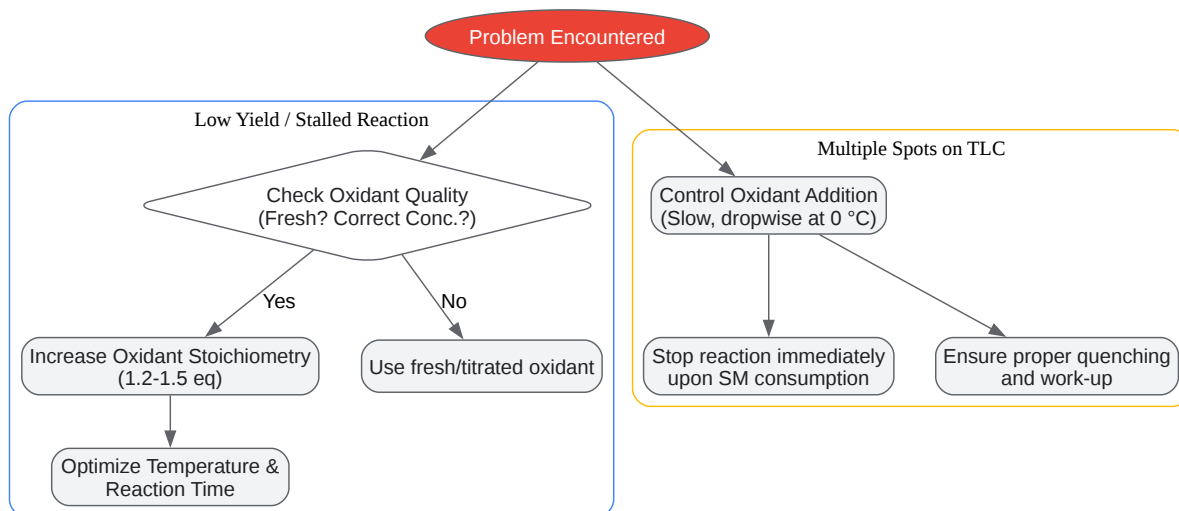 Problem Encountered
Low Yield / Stalled Reaction
Check Oxidant Quality
(Fresh? Correct Conc.?)
Yes
No
Increase Oxidant Stoichiometry
(1.2-1.5 eq)
Use fresh/titrated oxidant
Optimize Temperature &
Reaction Time
Multiple Spots on TLC
Control Oxidant Addition
(Slow, dropwise at 0 °C)
Stop reaction immediately
upon SM consumption
Ensure proper quenching
and work-up